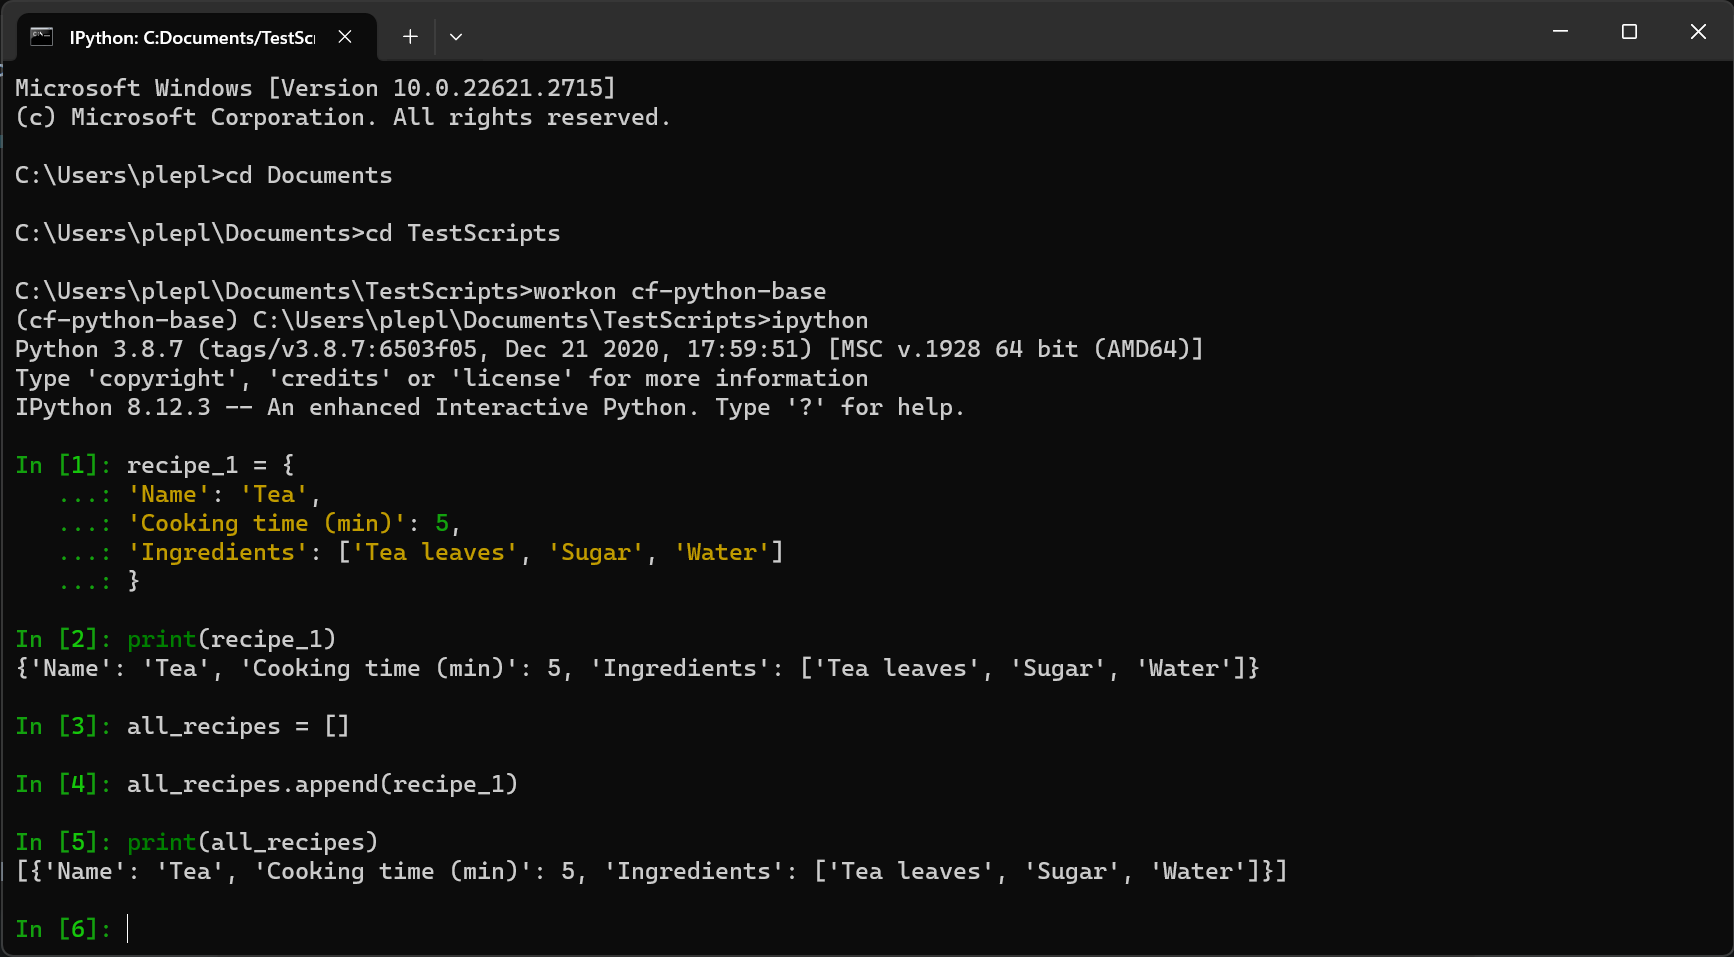 IPython: C:Documents/TestSc
Microsoft Windows [Version 10.0.22621.2715]
(c) Microsoft Corporation. All rights reserved.
C:\Users\plepl>cd Documents
C:\Users\plepl\Documents>cd TestScripts
C:\Users\plepl\Documents\TestScripts>workon cf-python-base
(cf-python-base) C:\Users\plepl\Documents\TestScripts>ipython
Python 3.8.7 (tags/v3.8.7:6503f05, Dec 21 2020, 17:59:51) [MSC v.1928 64 bit (AMD64)]
Type 'copyright', 'credits' or 'license' for more information
IPython 8.12.3 -- An enhanced Interactive Python. Type '?' for help.
In [1]: recipe_1 = {
...: 'Name': 'Tea',
...: 'Cooking time (min)': 5,
...: 'Ingredients': ['Tea leaves', 'Sugar', 'Water']
...: }
In [2]: print(recipe_1)
{'Name': 'Tea', 'Cooking time (min)': 5, 'Ingredients': ['Tea leaves', 'Sugar', 'Water']}
In [3]: all_recipes = []
In [4]: all_recipes.append(recipe_1)
In [5]: print(all_recipes)
[{'Name': 'Tea', 'Cooking time (min)': 5, 'Ingredients': ['Tea leaves', 'Sugar', 'Water']}]
In [6]: